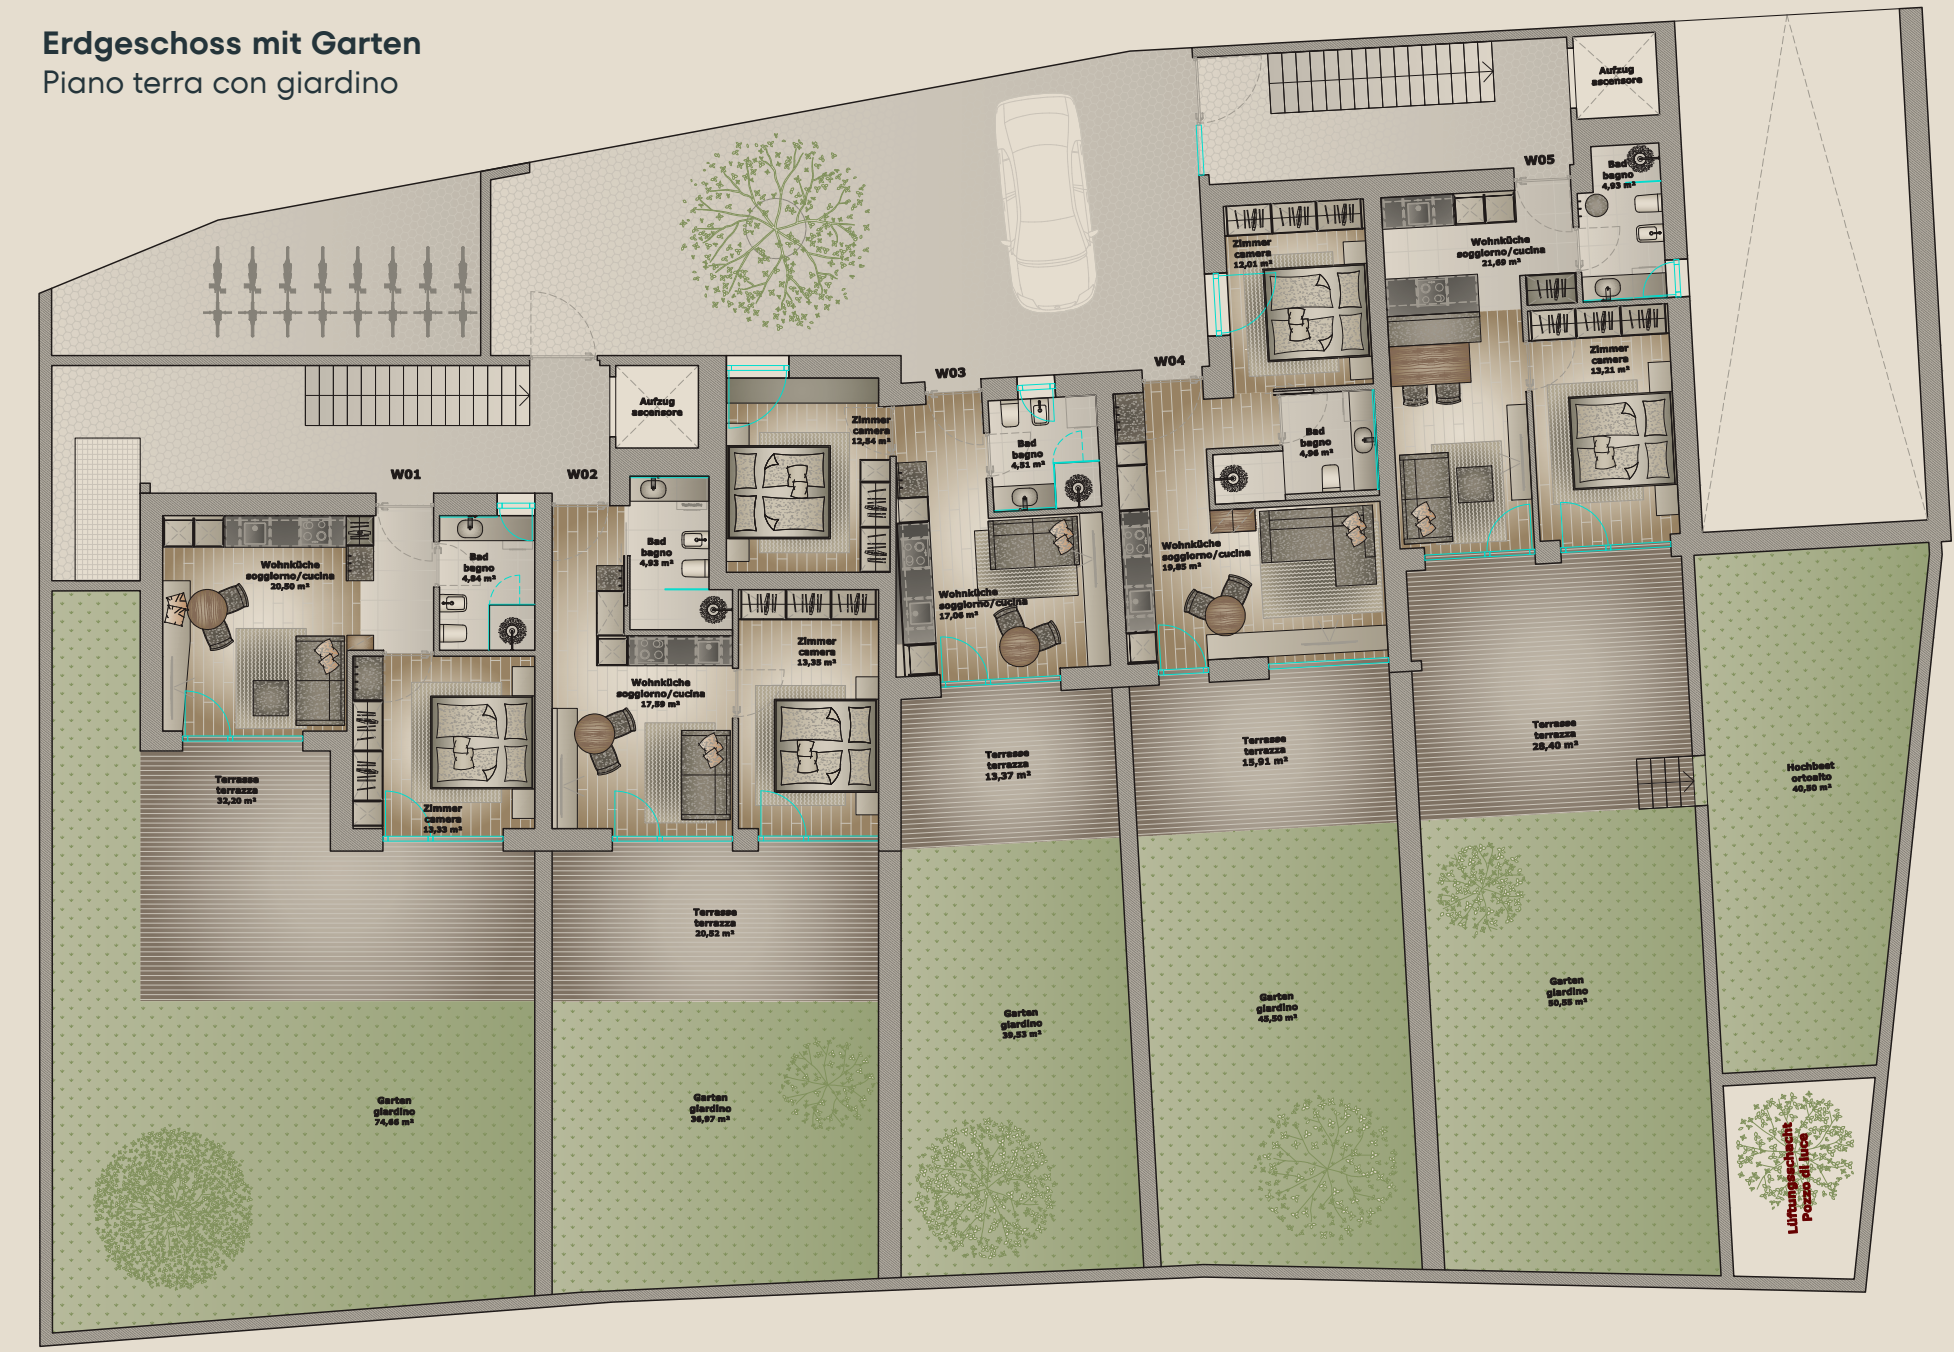 Erdgeschoss mit Garten
Piano terra con giardino
Aufzug
ascensore
W05
Bad
bagno
4,93 m²
Zimmer
camera
12,01 m²
Wohnküche
soggiorno/cucina
21,69 m²
Zimmer
camera
13,21 m²
W03
W04
Aufzug
ascensore
Zimmer
camera
12,54 m²
Bad
bagno
4,51 m²
Bad
bagno
4,96 m²
W01
W02
Bad
bagno
4,93 m²
Wohnküche
soggiorno/cucina
19,85 m²
Wohnküche
soggiorno/cucina
20,50 m²
Bad
bagno
4,84 m²
Wohnküche
soggiorno/cucina
17,06 m²
Zimmer
camera
13,35 m²
Wohnküche
soggiorno/cucina
17,59 m²
Terrasse
terrazza
32,20 m²
Zimmer
camera
13,33 m²
Terrasse
terrazza
13,37 m²
Terrasse
terrazza
15,91 m²
Terrasse
terrazza
28,40 m²
Hochbeet
ortoalto
40,50 m²
Terrasse
terrazza
20,52 m²
Garten
giardino
74,66 m²
Garten
giardino
36,97 m²
Garten
giardino
39,53 m²
Garten
giardino
45,50 m²
Garten
giardino
50,55 m²
Lüftungsschacht
Pozzo di luce